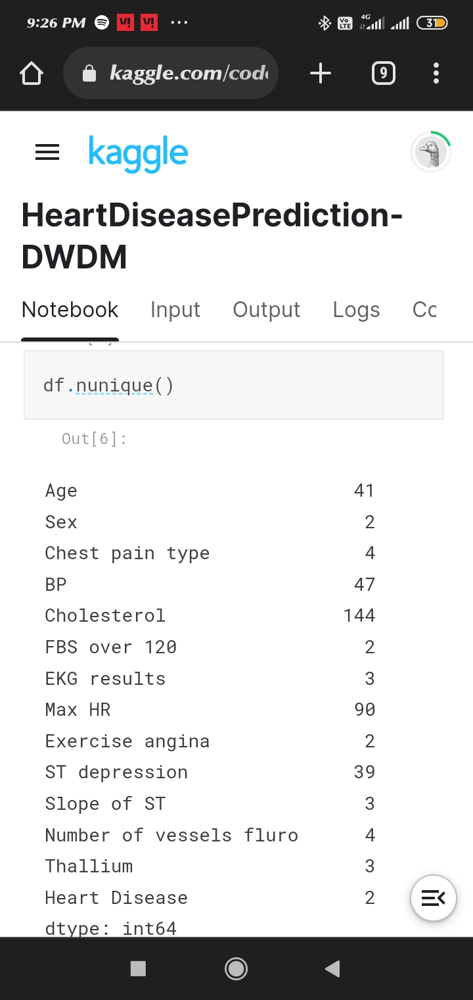 9:26 PM V! V! ... Vo LTE 4G 31
kaggle.com/cod
9
kaggle
HeartDiseasePrediction-
DWDM
Notebook Input Output Logs Cc
df.nunique()
Out[6]:
Age 41
Sex 2
Chest pain type 4
BP 47
Cholesterol 144
FBS over 120 2
EKG results 3
Max HR 90
Exercise angina 2
ST depression 39
Slope of ST 3
Number of vessels fluro 4
Thallium 3
Heart Disease 2
dtype: int64